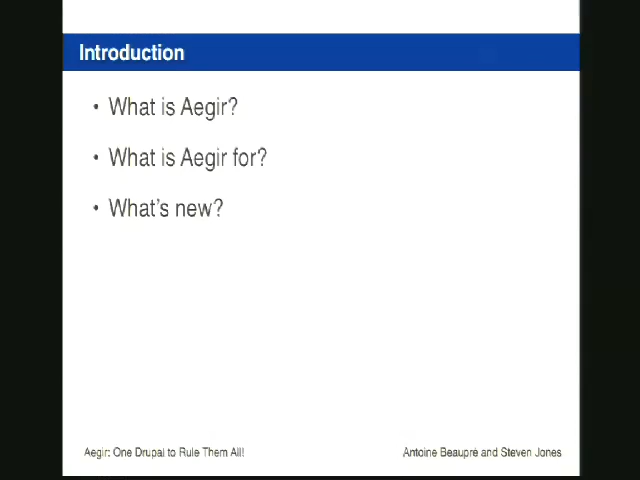 Introduction
• What is Aegir?
• What is Aegir for?
• What's new?
Aegir: One Drupal to Rule Them All!
Antoine Beaupré and Steven Jones